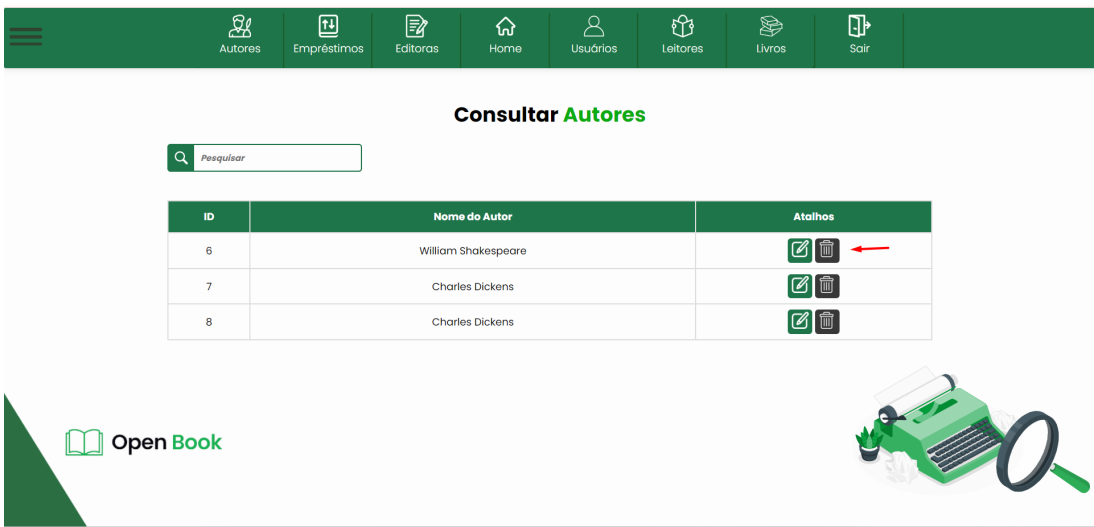 Autores Empréstimos Editoras Home Usuários Leitores Livros Sair
Consultar Autores
Pesquisar
ID Nome do Autor Atalhos
6 William Shakespeare
7 Charles Dickens
8 Charles Dickens
Open Book